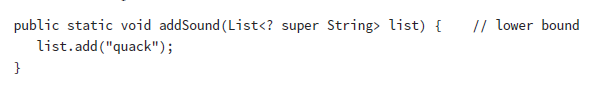 public static void addSound(List<? super String> list) {    // lower bound
   list.add("quack");
}